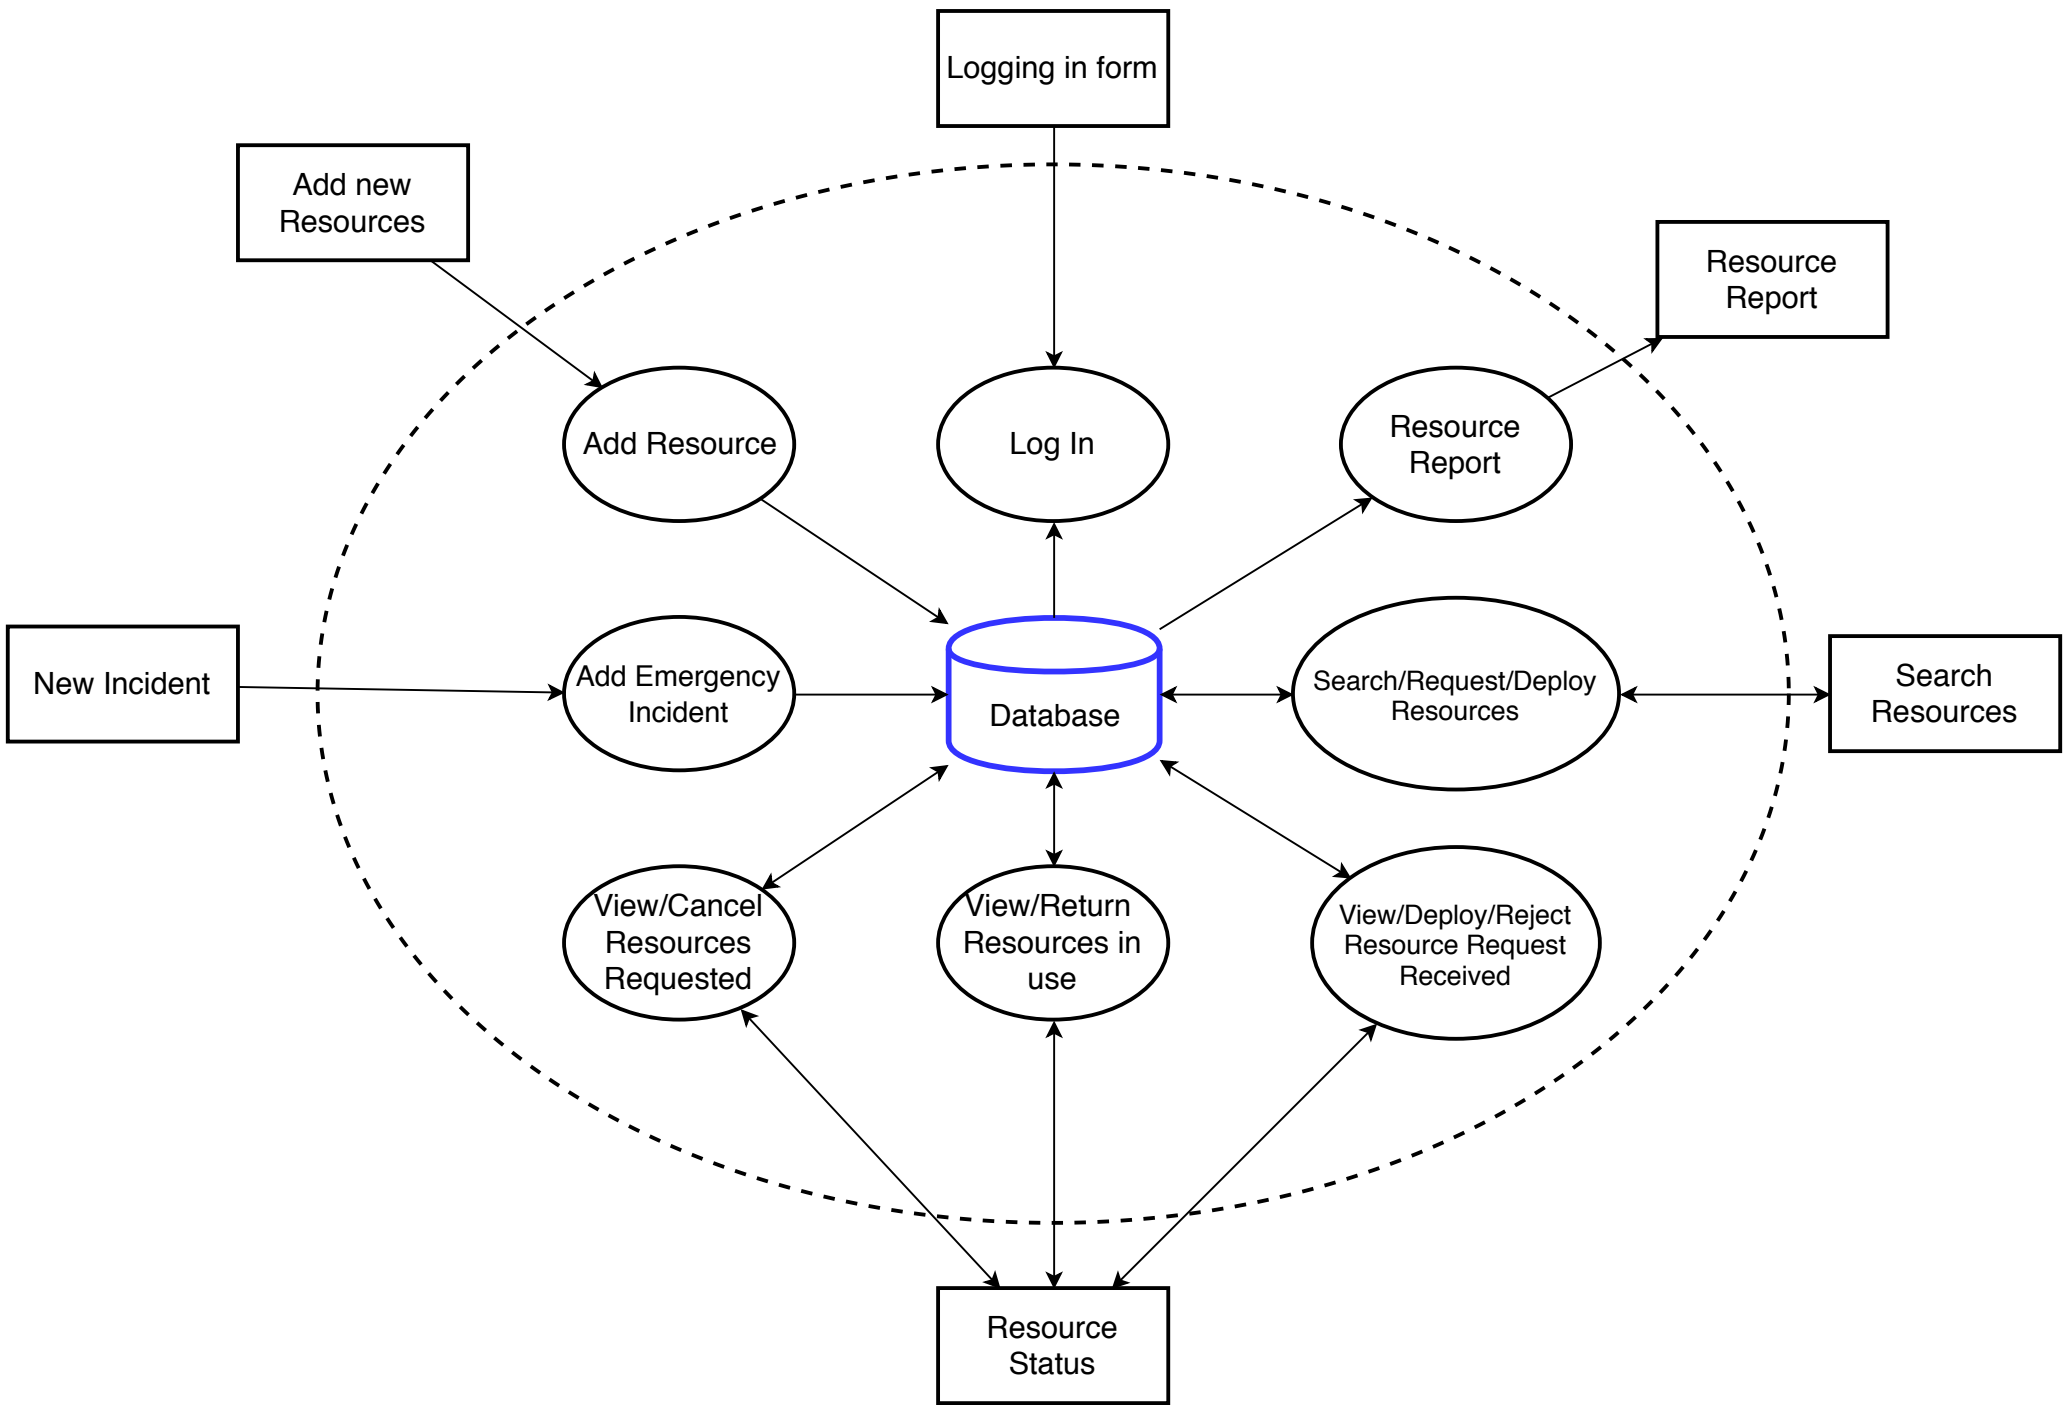 Logging in form
Add new
Resources
Resource
Report
Add Resource
Log In
Resource
Report
New Incident
Add Emergency
Incident
Database
Search/Request/Deploy
Resources
Search
Resources
View/Cancel
Resources
Requested
View/Return
Resources in
use
View/Deploy/Reject
Resource Request
Received
Resource
Status